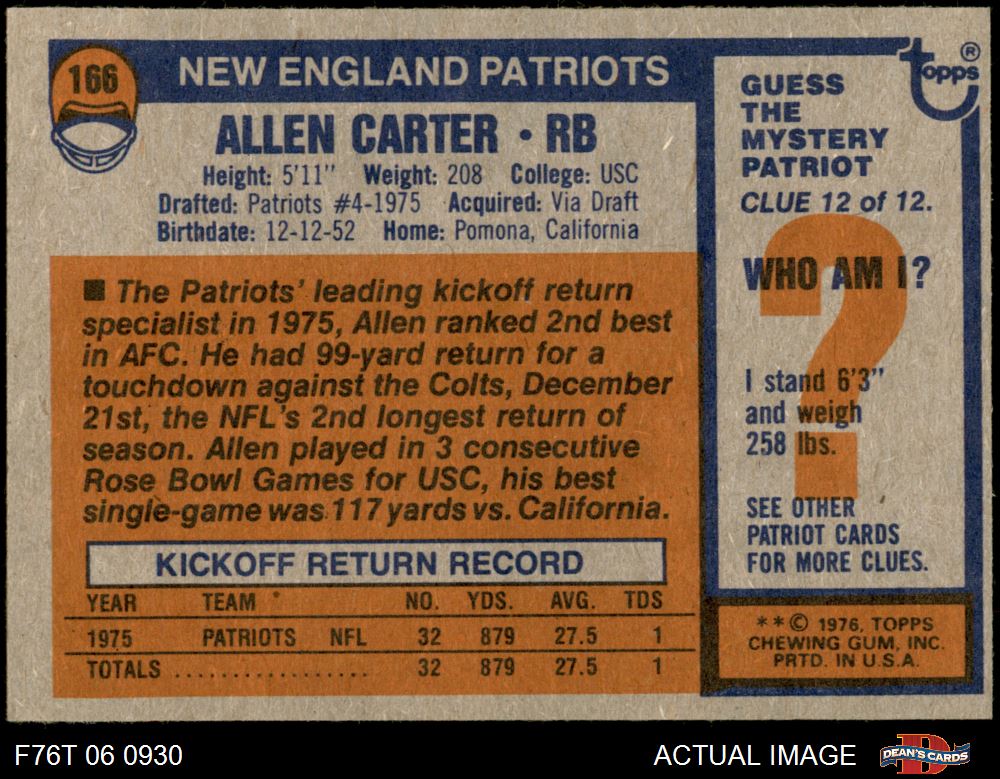 166
NEW ENGLAND PATRIOTS
ALLEN CARTER • RB
Height: 5'11" Weight: 208 College: USC
Drafted: Patriots #4-1975 Acquired: Via Draft
Birthdate: 12-12-52 Home: Pomona, California
■ The Patriots' leading kickoff return
specialist in 1975, Allen ranked 2nd best
in AFC. He had 99-yard return for a
touchdown against the Colts, December
21st, the NFL's 2nd longest return of
season. Allen played in 3 consecutive
Rose Bowl Games for USC, his best
single-game was 117 yards vs. California.
KICKOFF RETURN RECORD
YEAR TEAM NO. YDS. AVG. TDS
1975 PATRIOTS NFL 32 879 27.5 1
TOTALS .................. 32 879 27.5 1
topps®
GUESS
THE
MYSTERY
PATRIOT
CLUE 12 of 12.
?
WHO AM I?
I stand 6'3"
and weigh
258 lbs.
SEE OTHER
PATRIOT CARDS
FOR MORE CLUES.
**© 1976, TOPPS
CHEWING GUM, INC.
PRTD. IN U.S.A.
F76T 06 0930
ACTUAL IMAGE
DEAN'S CARDS